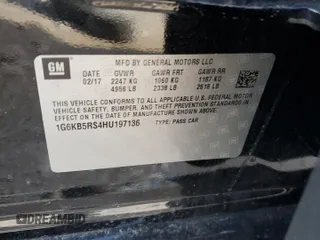 GM
MFD BY GENERAL MOTORS LLC
DATE GVWR GAWR FRT GAWR RR
02/17 2247 KG 1060 KG 1187 KG
4956 LB 2338 LB 2618 LB
THIS VEHICLE CONFORMS TO ALL APPLICABLE U.S. FEDERAL MOTOR
VEHICLE SAFETY, BUMPER, AND THEFT PREVENTION STANDARDS IN
EFFECT ON THE DATE OF MANUFACTURE SHOWN ABOVE.
1G6KB5RS4HU197136 TYPE: PASS CAR
DREAMBID